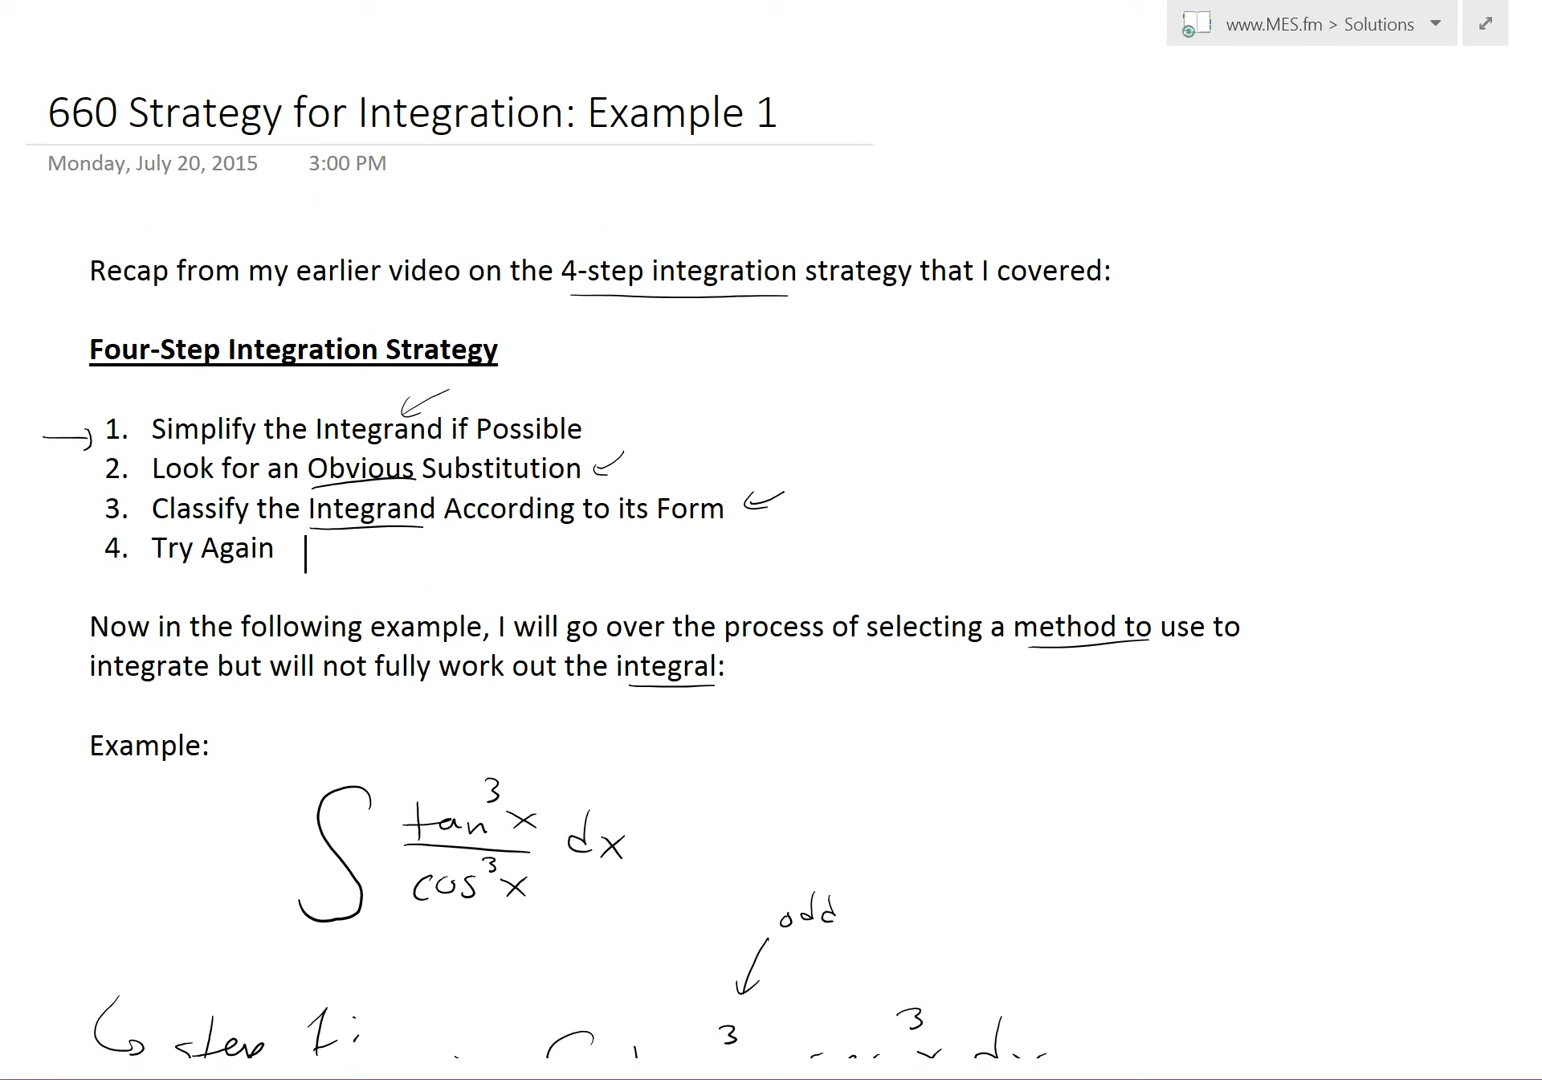 www.MES.fm > Solutions
660 Strategy for Integration: Example 1
Monday, July 20, 2015 3:00 PM
Recap from my earlier video on the 4-step integration strategy that I covered:
Four-Step Integration Strategy
1. Simplify the Integrand if Possible
2. Look for an Obvious Substitution
3. Classify the Integrand According to its Form
4. Try Again
Now in the following example, I will go over the process of selecting a method to use to
integrate but will not fully work out the integral:
Example:
∫ tan³x / cos³x dx
odd
step 1: